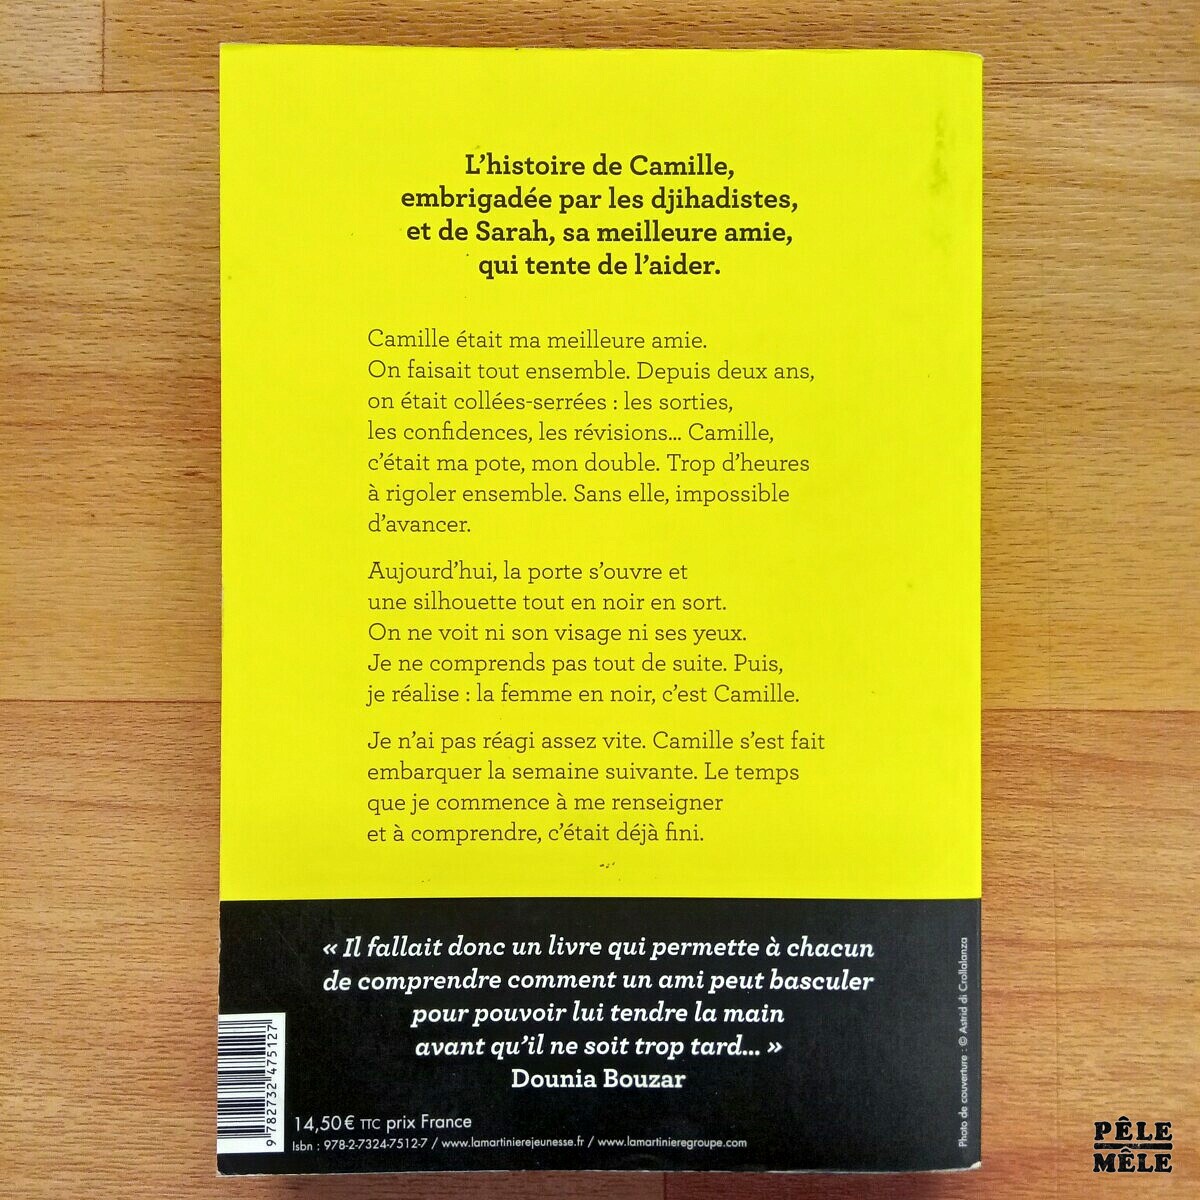 L'histoire de Camille,
embrigadée par les djihadistes,
et de Sarah, sa meilleure amie,
qui tente de l'aider.
Camille était ma meilleure amie.
On faisait tout ensemble. Depuis deux ans,
on était collées-serrées : les sorties,
les confidences, les révisions... Camille,
c'était ma pote, mon double. Trop d'heures
à rigoler ensemble. Sans elle, impossible
d'avancer.
Aujourd'hui, la porte s'ouvre et
une silhouette tout en noir en sort.
On ne voit ni son visage ni ses yeux.
Je ne comprends pas tout de suite. Puis,
je réalise : la femme en noir, c'est Camille.
Je n'ai pas réagi assez vite. Camille s'est fait
embarquer la semaine suivante. Le temps
que je commence à me renseigner
et à comprendre, c'était déjà fini.
« Il fallait donc un livre qui permette à chacun
de comprendre comment un ami peut basculer
pour pouvoir lui tendre la main
avant qu'il ne soit trop tard... »
Dounia Bouzar
9 782732 475127
14,50 € TTC prix France
Isbn : 978-2-7324-7512-7 / www.lamartinierejeunesse.fr / www.lamartinieregroupe.com
Photo de couverture : © Astrid di Crollalanza
PÊLE
MÊLE